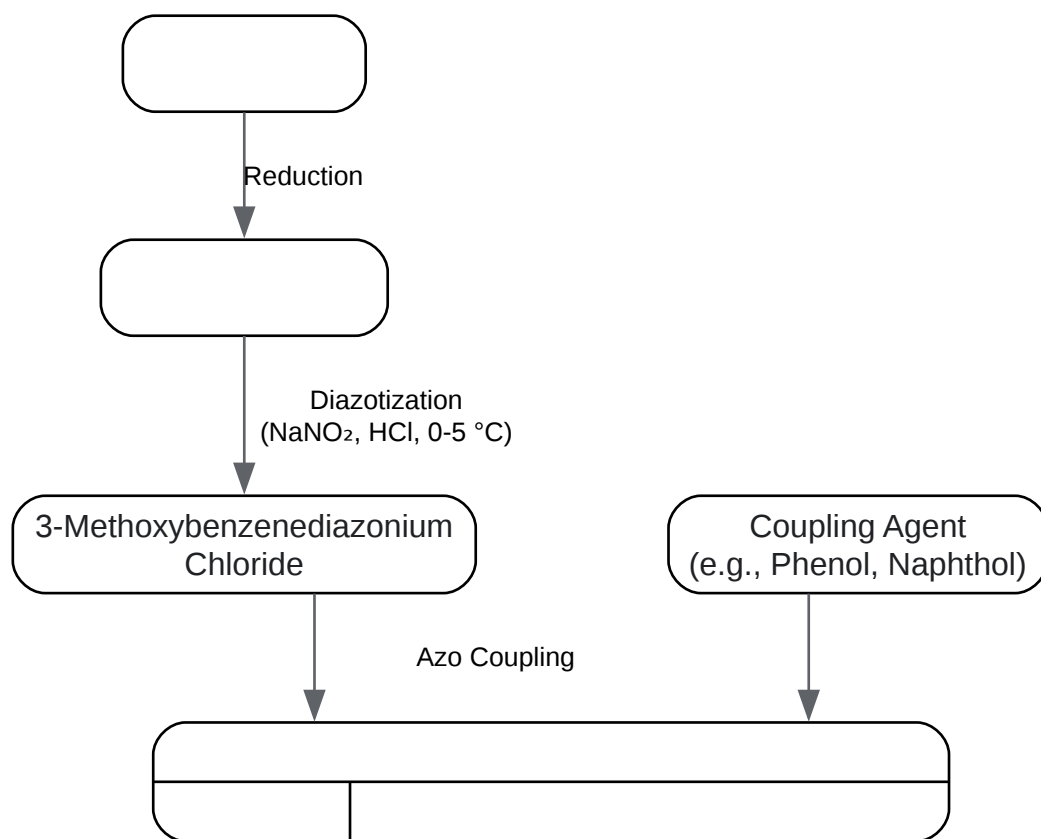 Reduction
Diazotization
(NaNO₂, HCl, 0-5 °C)
3-Methoxybenzenediazonium
Chloride
Coupling Agent
(e.g., Phenol, Naphthol)
Azo Coupling